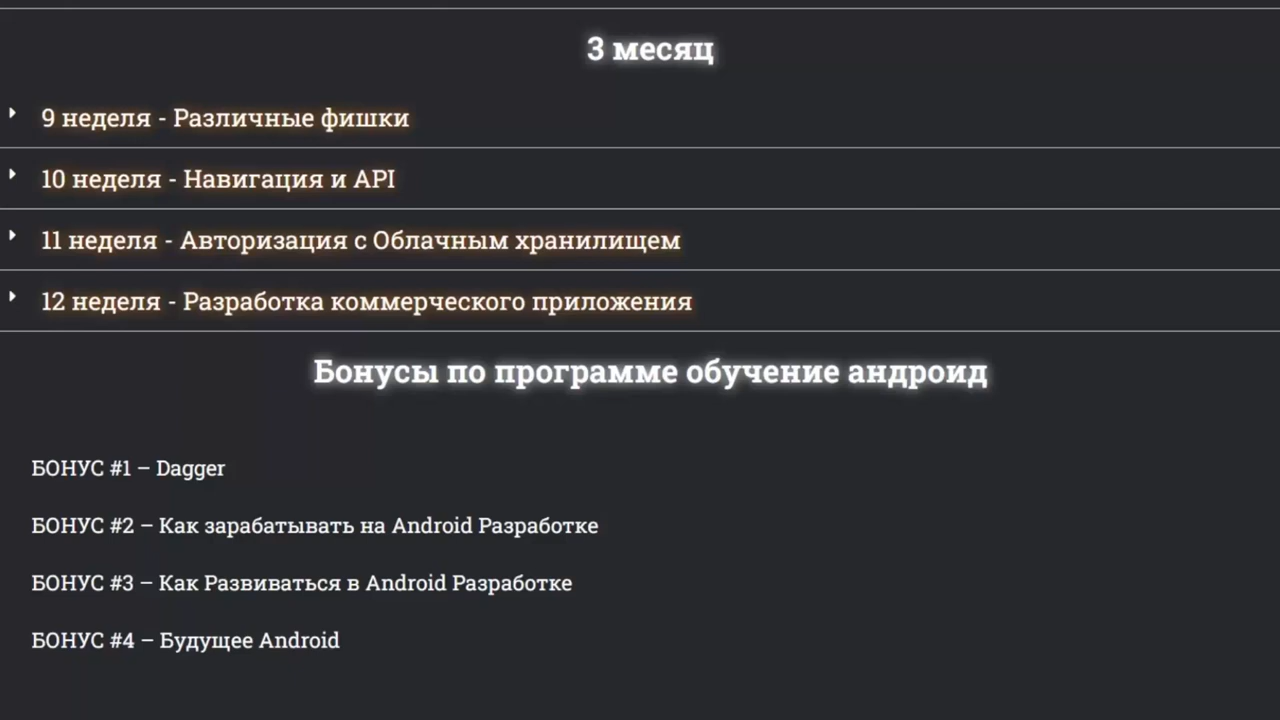 3 месяц
9 неделя - Различные фишки
10 неделя - Навигация и API
11 неделя - Авторизация с Облачным хранилищем
12 неделя - Разработка коммерческого приложения
Бонусы по программе обучение андроид
БОНУС #1 – Dagger
БОНУС #2 – Как зарабатывать на Android Разработке
БОНУС #3 – Как Развиваться в Android Разработке
БОНУС #4 – Будущее Android